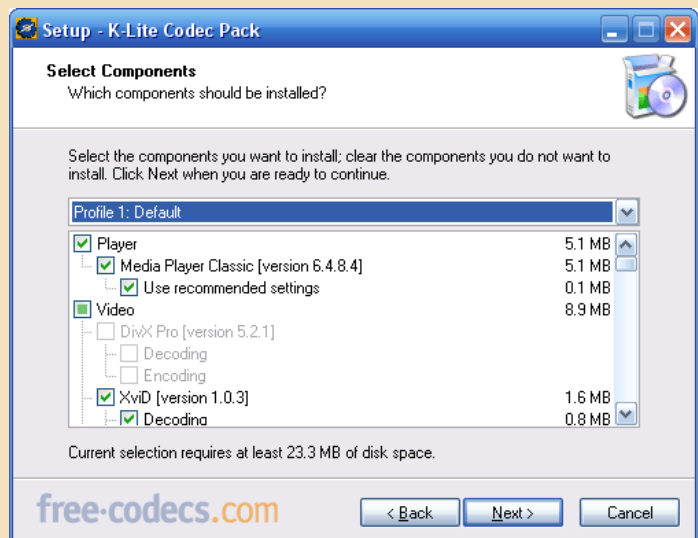 Setup - K-Lite Codec Pack
Select Components
Which components should be installed?
Select the components you want to install; clear the components you do not want to
install. Click Next when you are ready to continue.
Profile 1: Default
Player 5.1 MB
Media Player Classic [version 6.4.8.4] 5.1 MB
Use recommended settings 0.1 MB
Video 8.9 MB
DivX Pro [version 5.2.1]
Decoding
Encoding
XviD [version 1.0.3] 1.6 MB
Decoding 0.8 MB
Current selection requires at least 23.3 MB of disk space.
free-codecs.com
< Back
Next >
Cancel